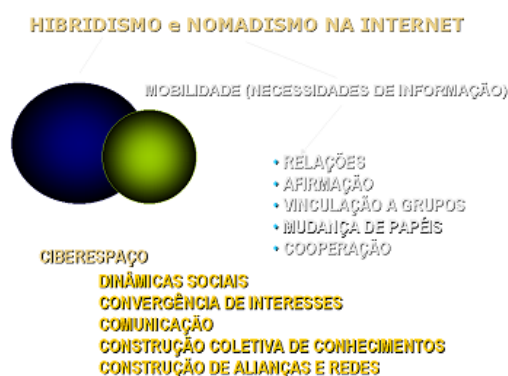 HIBRIDISMO e NOMADISMO NA INTERNET
MOBILIDADE (NECESSIDADES DE INFORMAÇÃO)
• RELAÇÕES
• AFIRMAÇÃO
• VINCULAÇÃO A GRUPOS
• MUDANÇA DE PAPÉIS
• COOPERAÇÃO
CIBERESPAÇO
DINÂMICAS SOCIAIS
CONVERGÊNCIA DE INTERESSES
COMUNICAÇÃO
CONSTRUÇÃO COLETIVA DE CONHECIMENTOS
CONSTRUÇÃO DE ALIANÇAS E REDES